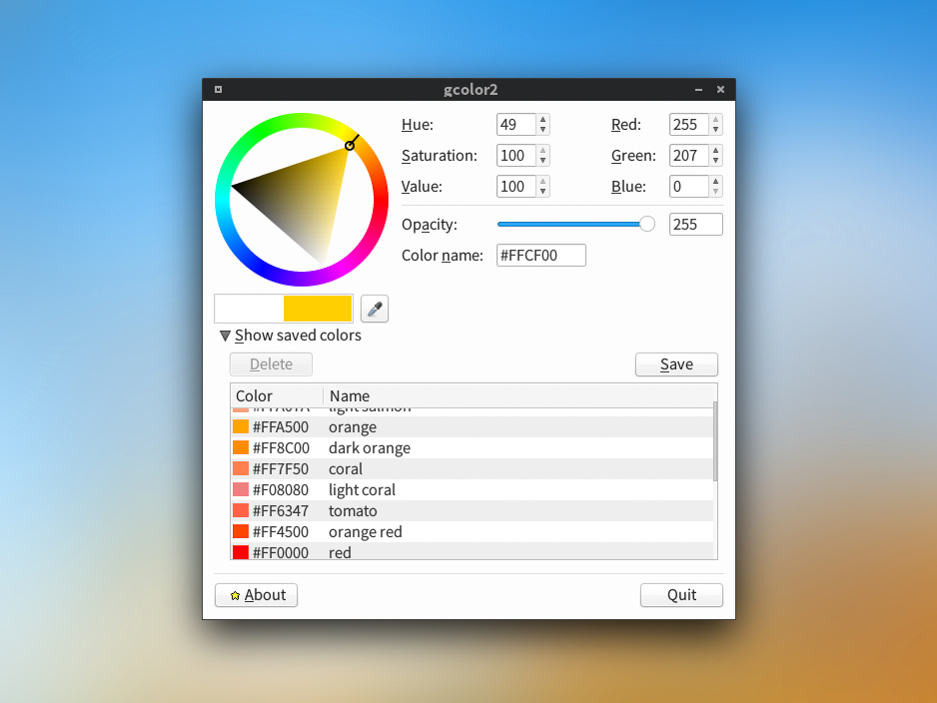 gcolor2
Hue: 49 Red: 255
Saturation: 100 Green: 207
Value: 100 Blue: 0
Opacity: 255
Color name: #FFCF00
Show saved colors
Delete Save
Color Name
light salmon
#FFA500 orange
#FF8C00 dark orange
#FF7F50 coral
#F08080 light coral
#FF6347 tomato
#FF4500 orange red
#FF0000 red
About Quit